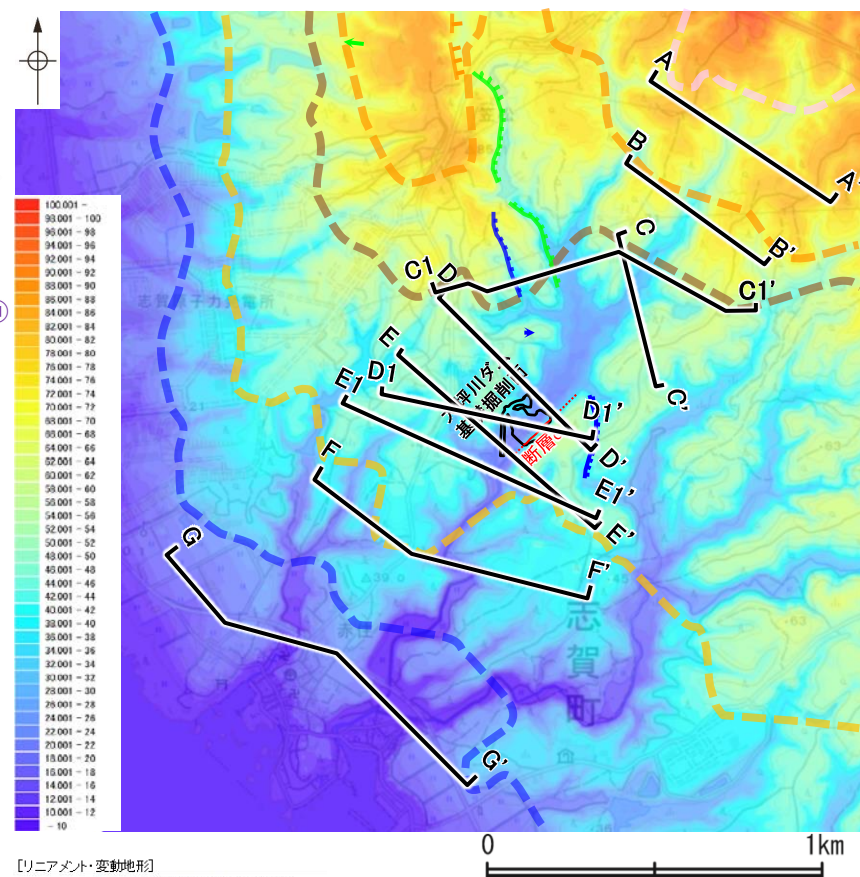 A
A'
B
B'
C
C'
C1
D
C1'
E
D1
E1
D1'
D'
E1'
E'
F
F'
G
G'
断層
基礎掘削面
志賀原子力発電所
志賀町
赤住
△39.0
100.001 -
98.001 - 100
96.001 - 98
94.001 - 96
92.001 - 94
90.001 - 92
88.001 - 90
86.001 - 88
84.001 - 86
82.001 - 84
80.001 - 82
78.001 - 80
76.001 - 78
74.001 - 76
72.001 - 74
70.001 - 72
68.001 - 70
66.001 - 68
64.001 - 66
62.001 - 64
60.001 - 62
58.001 - 60
56.001 - 58
54.001 - 56
52.001 - 54
50.001 - 52
48.001 - 50
46.001 - 48
44.001 - 46
42.001 - 44
40.001 - 42
38.001 - 40
36.001 - 38
34.001 - 36
32.001 - 34
30.001 - 32
28.001 - 30
26.001 - 28
24.001 - 26
22.001 - 24
20.001 - 22
18.001 - 20
16.001 - 18
14.001 - 16
12.001 - 14
10.001 - 12
- 10
0 1km
[リニアメント・変動地形]